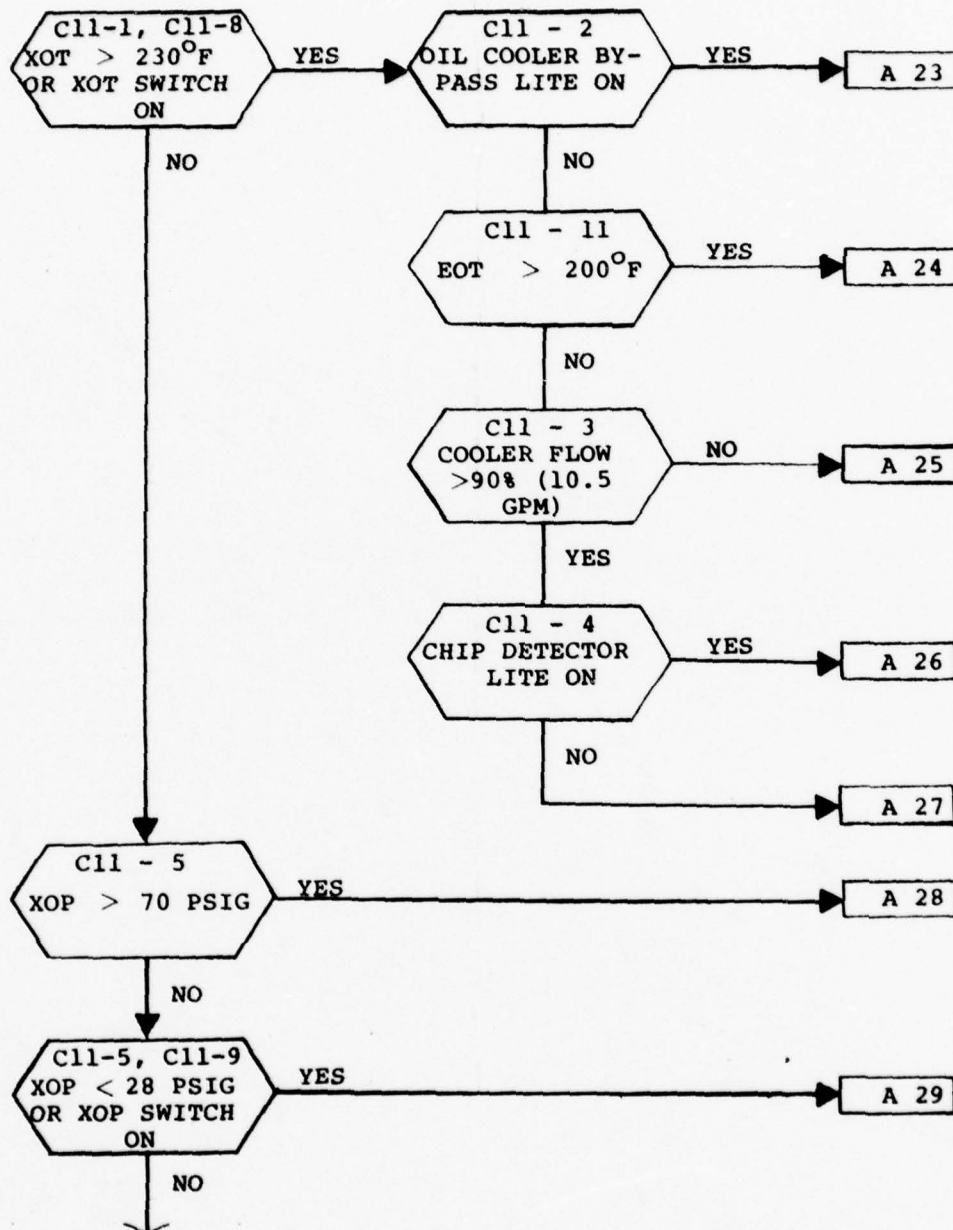 C11-1, C11-8
XOT > 230°F
OR XOT SWITCH
ON
YES
C11 - 2
OIL COOLER BY-
PASS LITE ON
YES
A 23
NO
NO
C11 - 11
EOT > 200°F
YES
A 24
NO
C11 - 3
COOLER FLOW
>90% (10.5
GPM)
NO
A 25
YES
C11 - 4
CHIP DETECTOR
LITE ON
YES
A 26
NO
A 27
C11 - 5
XOP > 70 PSIG
YES
A 28
NO
C11-5, C11-9
XOP < 28 PSIG
OR XOP SWITCH
ON
YES
A 29
NO